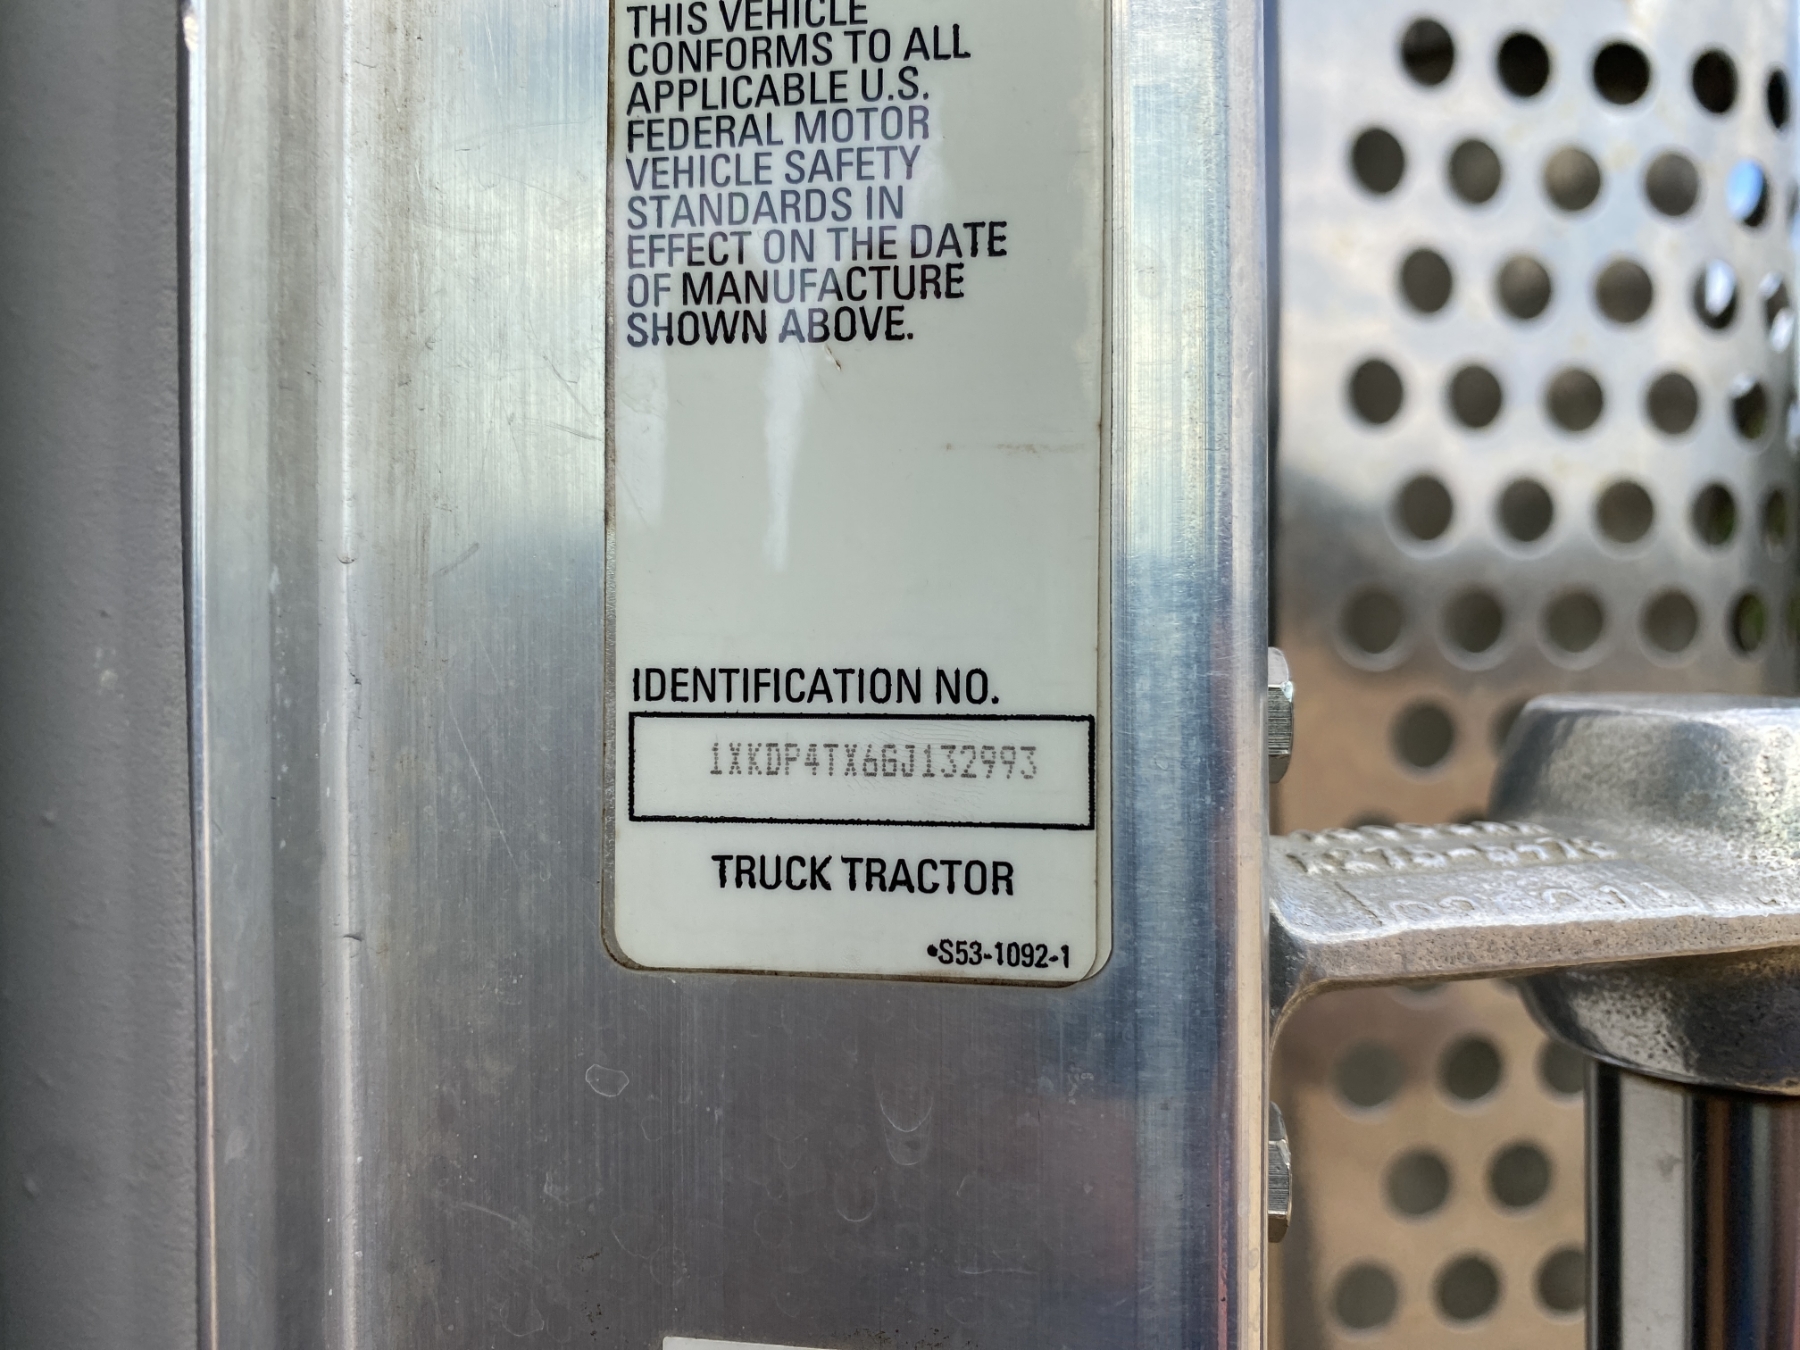 THIS VEHICLE
CONFORMS TO ALL
APPLICABLE U.S.
FEDERAL MOTOR
VEHICLE SAFETY
STANDARDS IN
EFFECT ON THE DATE
OF MANUFACTURE
SHOWN ABOVE.
IDENTIFICATION NO.
1XKDP4TX6GJ132993
TRUCK TRACTOR
•S53-1092-1